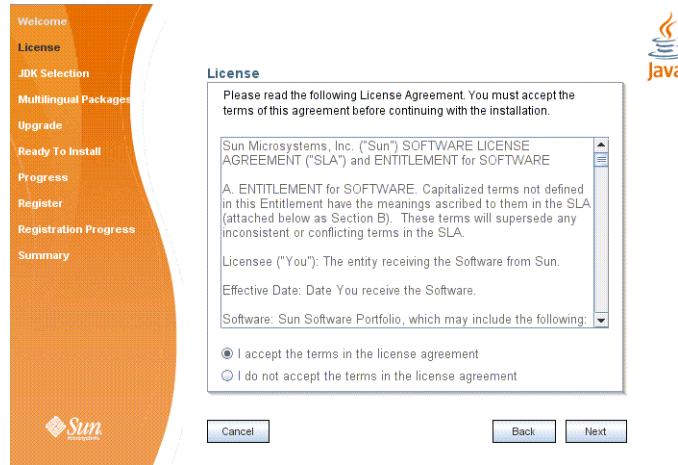 Welcome
License
JDK Selection
Multilingual Packages
Upgrade
Ready To Install
Progress
Register
Registration Progress
Summary
Sun
microsystems
Java
License
Please read the following License Agreement. You must accept the
terms of this agreement before continuing with the installation.
Sun Microsystems, Inc. ("Sun") SOFTWARE LICENSE
AGREEMENT ("SLA") and ENTITLEMENT for SOFTWARE
A. ENTITLEMENT for SOFTWARE. Capitalized terms not defined
in this Entitlement have the meanings ascribed to them in the SLA
(attached below as Section B).  These terms will supersede any
inconsistent or conflicting terms in the SLA.
Licensee ("You"): The entity receiving the Software from Sun.
Effective Date: Date You receive the Software.
Software: Sun Software Portfolio, which may include the following:
I accept the terms in the license agreement
I do not accept the terms in the license agreement
Cancel
Back
Next